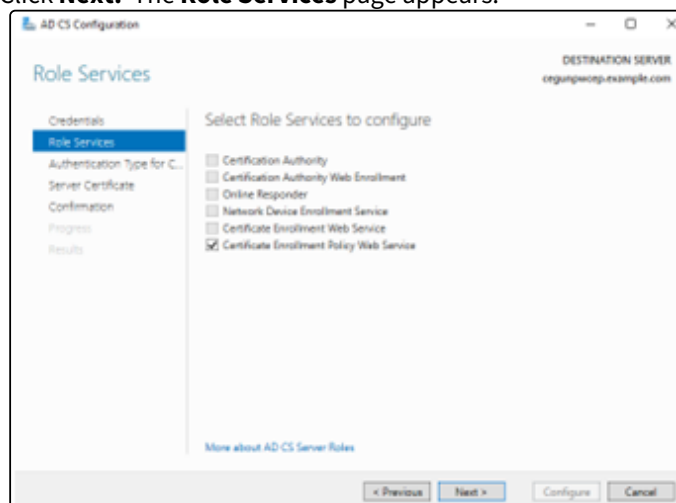 Click Next. The Role Services page appears.
AD CS Configuration
Role Services
DESTINATION SERVER
cegunpwcep.example.com
Credentials
Role Services
Authentication Type for C...
Server Certificate
Confirmation
Progress
Results
Select Role Services to configure
Certification Authority
Certification Authority Web Enrollment
Online Responder
Network Device Enrollment Service
Certificate Enrollment Web Service
Certificate Enrollment Policy Web Service
More about AD CS Server Roles
< Previous
Next >
Configure
Cancel